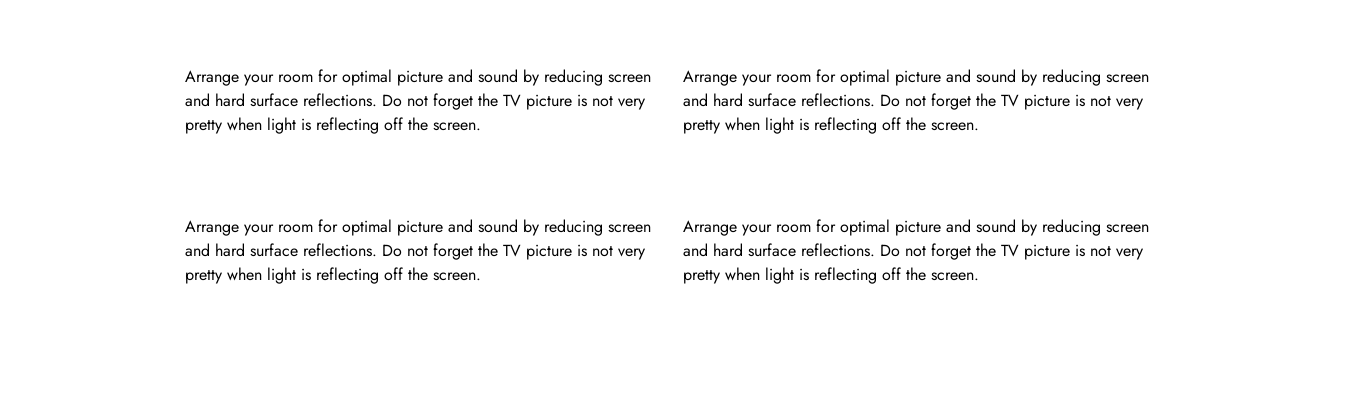 Arrange your room for optimal picture and sound by reducing screen
and hard surface reflections. Do not forget the TV picture is not very
pretty when light is reflecting off the screen.
Arrange your room for optimal picture and sound by reducing screen
and hard surface reflections. Do not forget the TV picture is not very
pretty when light is reflecting off the screen.
Arrange your room for optimal picture and sound by reducing screen
and hard surface reflections. Do not forget the TV picture is not very
pretty when light is reflecting off the screen.
Arrange your room for optimal picture and sound by reducing screen
and hard surface reflections. Do not forget the TV picture is not very
pretty when light is reflecting off the screen.